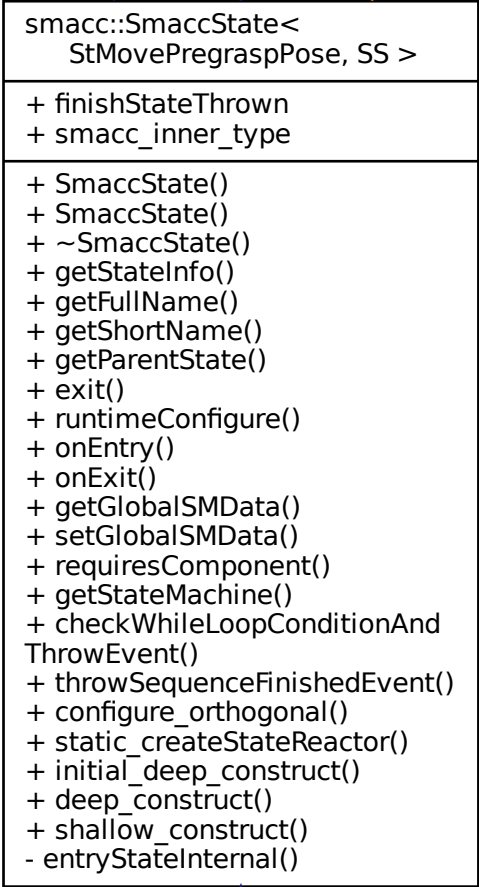 smacc::SmaccState<
StMovePregraspPose, SS >
+ finishStateThrown
+ smacc_inner_type
+ SmaccState()
+ SmaccState()
+ ~SmaccState()
+ getStateInfo()
+ getFullName()
+ getShortName()
+ getParentState()
+ exit()
+ runtimeConfigure()
+ onEntry()
+ onExit()
+ getGlobalSMData()
+ setGlobalSMData()
+ requiresComponent()
+ getStateMachine()
+ checkWhileLoopConditionAnd
ThrowEvent()
+ throwSequenceFinishedEvent()
+ configure_orthogonal()
+ static_createStateReactor()
+ initial_deep_construct()
+ deep_construct()
+ shallow_construct()
- entryStateInternal()